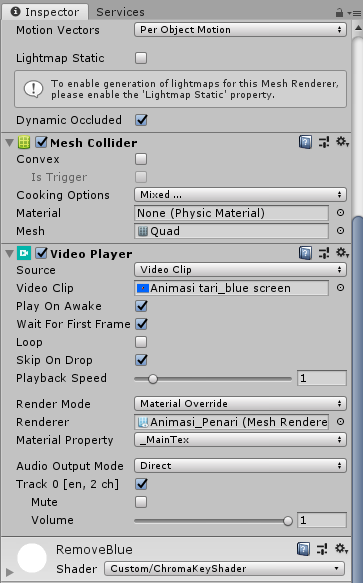 Inspector Services
Motion Vectors Per Object Motion
Lightmap Static
To enable generation of lightmaps for this Mesh Renderer,
please enable the 'Lightmap Static' property.
Dynamic Occluded
Mesh Collider
Convex
Is Trigger
Cooking Options Mixed ...
Material None (Physic Material)
Mesh Quad
Video Player
Source Video Clip
Video Clip Animasi tari_blue screen
Play On Awake
Wait For First Frame
Loop
Skip On Drop
Playback Speed 1
Render Mode Material Override
Renderer Animasi_Penari (Mesh Rendere
Material Property _MainTex
Audio Output Mode Direct
Track 0 [en, 2 ch]
Mute
Volume 1
RemoveBlue
Shader Custom/ChromaKeyShader